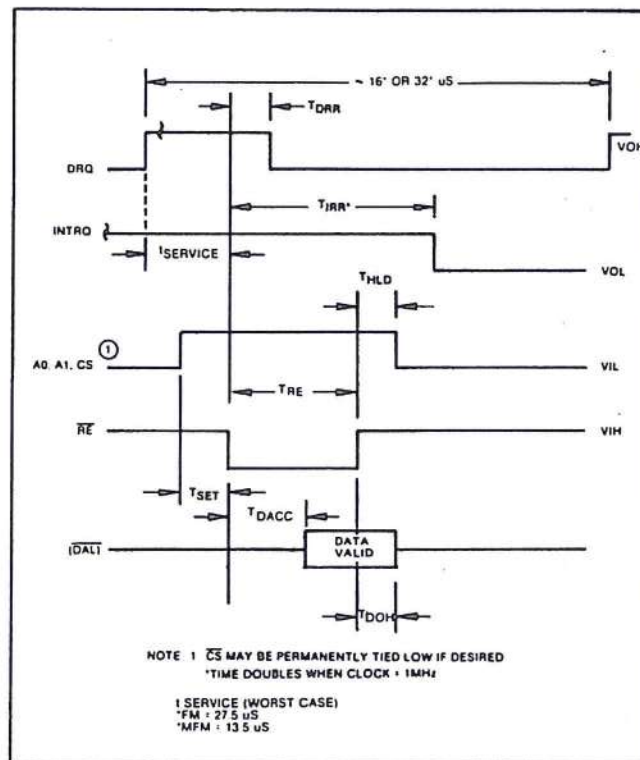 ~ 16* OR 32* uS
TDRR
VOH
DRQ
TIRR*
INTRQ
tSERVICE
VOL
THLD
1
A0, A1, CS
VIL
TRE
RE
VIH
TSET
TDACC
(DAL)
DATA
VALID
TDOH
NOTE: 1 CS MAY BE PERMANENTLY TIED LOW IF DESIRED
*TIME DOUBLES WHEN CLOCK = 1MHz
t SERVICE (WORST CASE)
*FM = 27.5 uS
*MFM = 13.5 uS